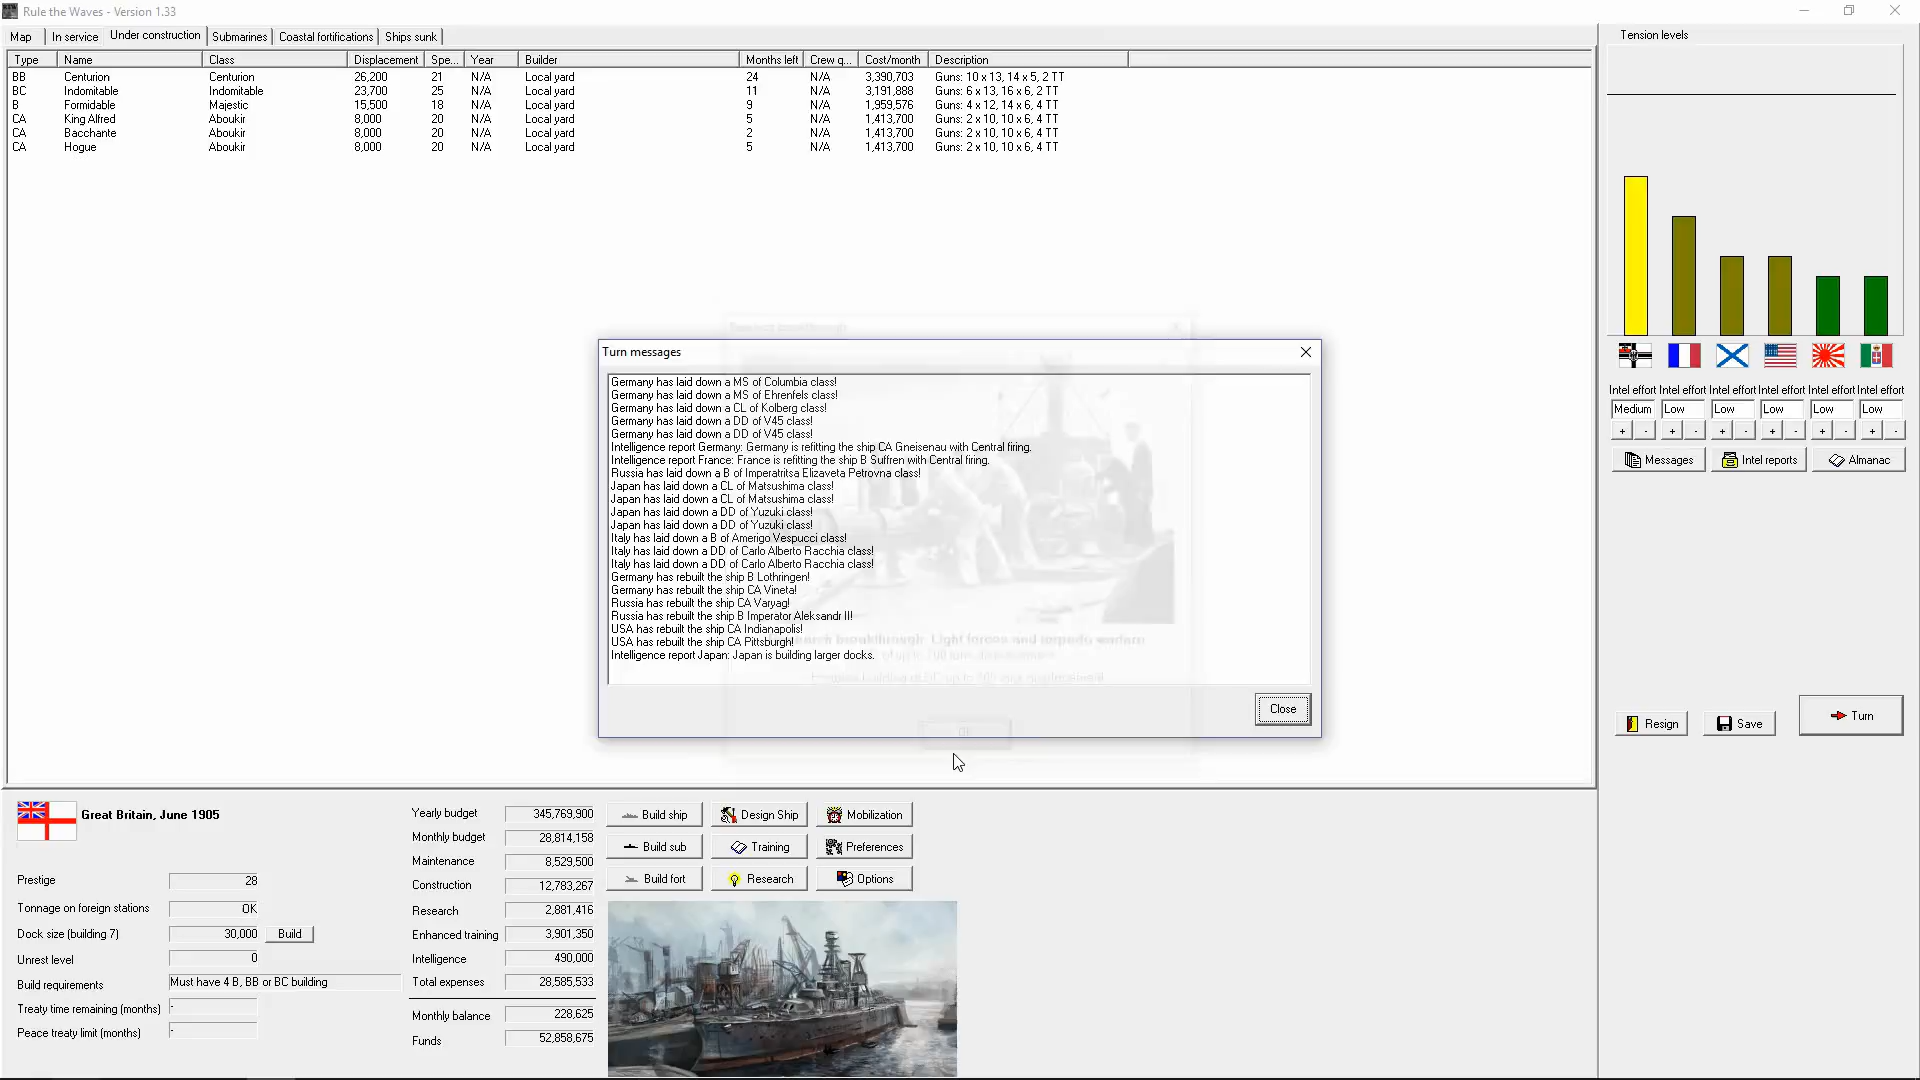 Rule the Waves - Version 1.33
Map In service Under construction Submarines Coastal fortifications Ships sunk
Type Name Class Displacement Spe... Year Builder Months left Crew q... Cost/month Description
BB Centurion Centurion 26,200 21 N/A Local yard 24 N/A 3,390,703 Guns: 10 x 13, 14 x 5, 2 TT
BC Indomitable Indomitable 23,700 25 N/A Local yard 11 N/A 3,191,888 Guns: 6 x 13, 16 x 6, 2 TT
B Formidable Majestic 15,500 18 N/A Local yard 9 N/A 1,959,576 Guns: 4 x 12, 14 x 6, 4 TT
CA King Alfred Aboukir 8,000 20 N/A Local yard 5 N/A 1,413,700 Guns: 2 x 10, 10 x 6, 4 TT
CA Bacchante Aboukir 8,000 20 N/A Local yard 2 N/A 1,413,700 Guns: 2 x 10, 10 x 6, 4 TT
CA Hogue Aboukir 8,000 20 N/A Local yard 5 N/A 1,413,700 Guns: 2 x 10, 10 x 6, 4 TT
Turn messages
Germany has laid down a MS of Columbia class!
Germany has laid down a MS of Ehrenfels class!
Germany has laid down a CL of Kolberg class!
Germany has laid down a DD of V45 class!
Germany has laid down a DD of V45 class!
Intelligence report Germany: Germany is refitting the ship CA Gneisenau with Central firing.
Intelligence report France: France is refitting the ship B Suffren with Central firing.
Russia has laid down a B of Imperatritsa Elizaveta Petrovna class!
Japan has laid down a CL of Matsushima class!
Japan has laid down a CL of Matsushima class!
Japan has laid down a DD of Yuzuki class!
Japan has laid down a DD of Yuzuki class!
Italy has laid down a B of Amerigo Vespucci class!
Italy has laid down a DD of Carlo Alberto Racchia class!
Italy has laid down a DD of Carlo Alberto Racchia class!
Germany has rebuilt the ship B Lothringen!
Germany has rebuilt the ship CA Vineta!
Russia has rebuilt the ship CA Varyag!
Russia has rebuilt the ship B Imperator Aleksandr III!
USA has rebuilt the ship CA Indianapolis!
USA has rebuilt the ship CA Pittsburgh!
Intelligence report Japan: Japan is building larger docks.
breakthrough: Light forces and torpedo warfare
Close
Tension levels
Intel effort Intel effort Intel effort Intel effort Intel effort Intel effort
Medium Low Low Low Low Low
+ - + - + - + - + - + -
Messages Intel reports Almanac
Resign Save Turn
Great Britain, June 1905
Prestige 28
Tonnage on foreign stations OK
Dock size (building 7) 30,000 Build
Unrest level 0
Build requirements Must have 4 B, BB or BC building
Treaty time remaining (months) -
Peace treaty limit (months) -
Yearly budget 345,769,900
Monthly budget 28,814,158
Maintenance 8,529,500
Construction 12,783,267
Research 2,881,416
Enhanced training 3,901,350
Intelligence 490,000
Total expenses 28,585,533
Monthly balance 228,625
Funds 52,858,675
Build ship Design Ship Mobilization
Build sub Training Preferences
Build fort Research Options